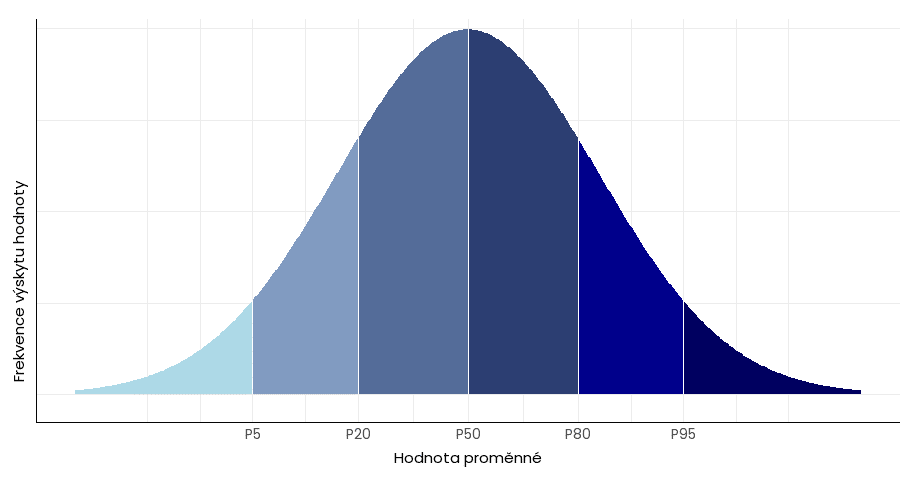 Frekvence výskytu hodnoty
P5
P20
P50
P80
P95
Hodnota proměnné